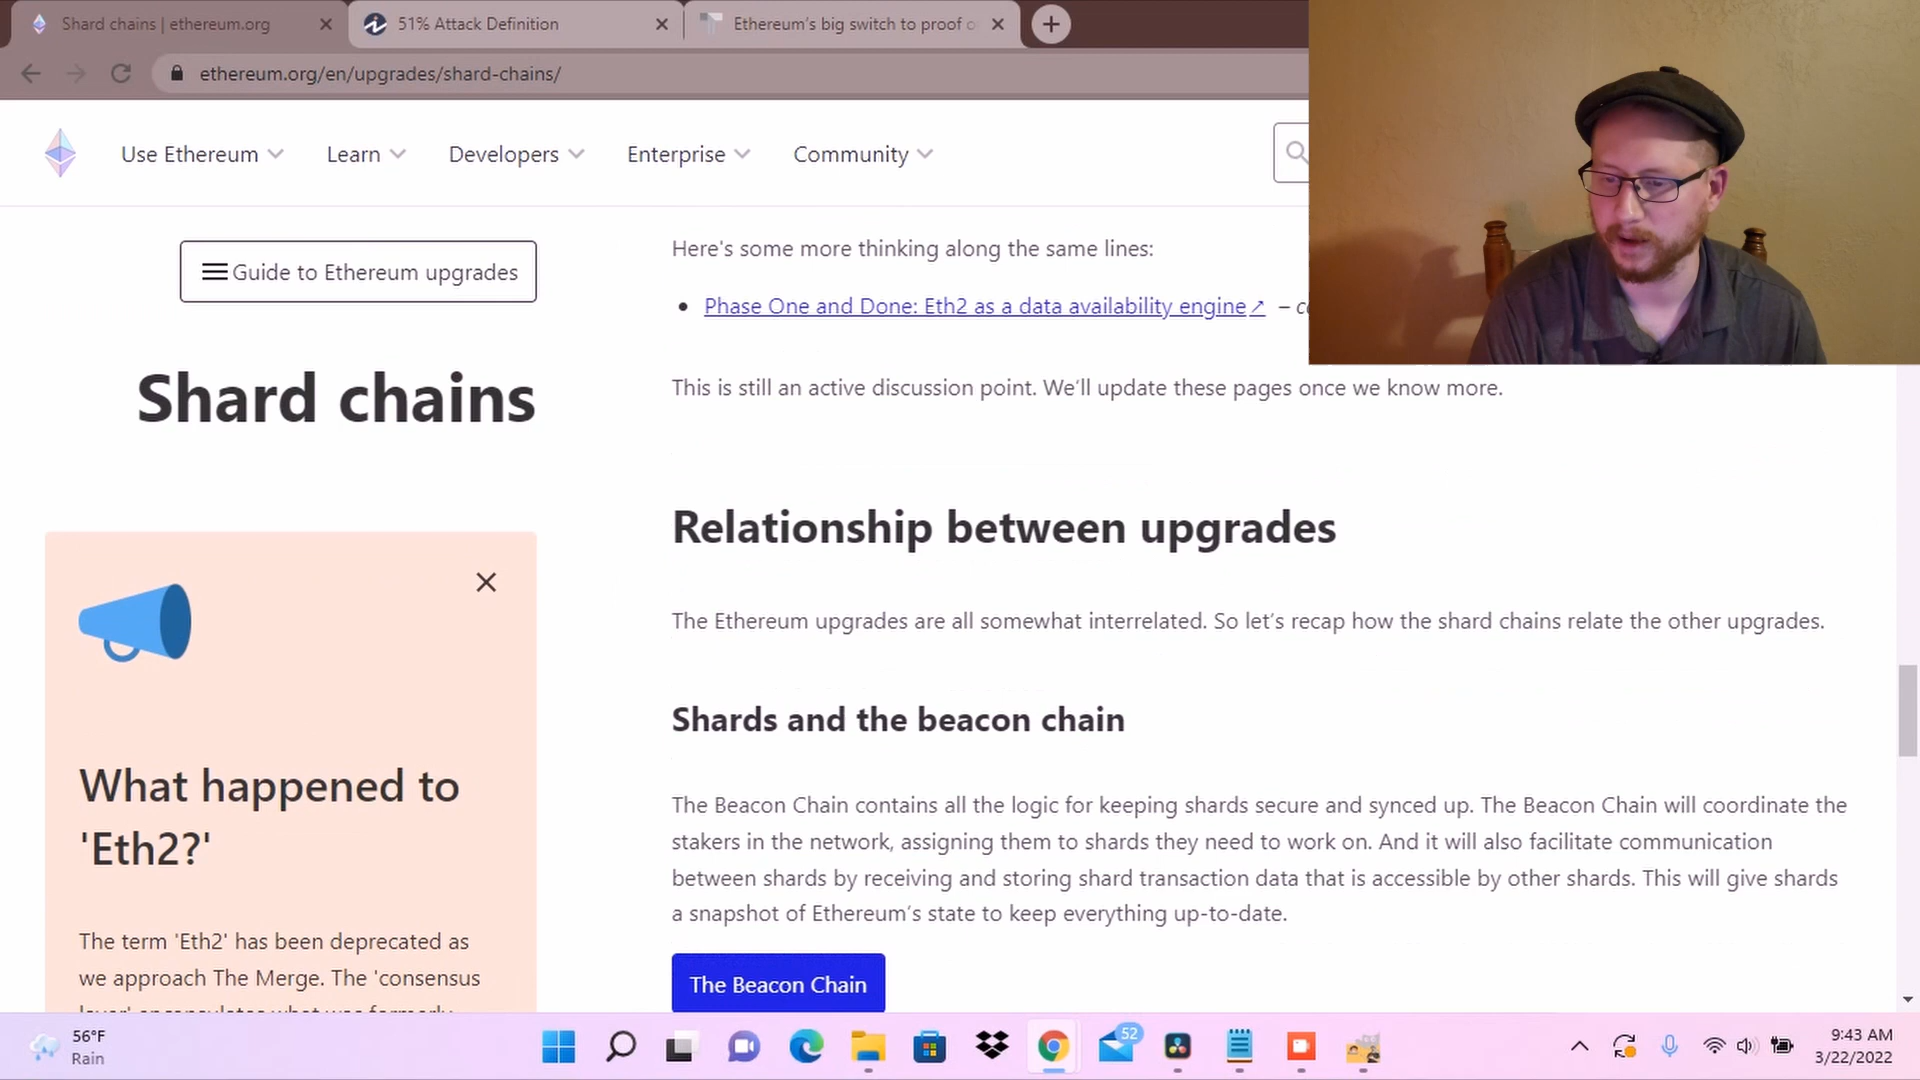 Shard chains | ethereum.org
51% Attack Definition
Ethereum's big switch to proof o
ethereum.org/en/upgrades/shard-chains/
Use Ethereum
Learn
Developers
Enterprise
Community
Guide to Ethereum upgrades
Shard chains
What happened to
'Eth2?'
The term 'Eth2' has been deprecated as
we approach The Merge. The 'consensus
Here's some more thinking along the same lines:
Phase One and Done: Eth2 as a data availability engine – c
This is still an active discussion point. We'll update these pages once we know more.
Relationship between upgrades
The Ethereum upgrades are all somewhat interrelated. So let's recap how the shard chains relate the other upgrades.
Shards and the beacon chain
The Beacon Chain contains all the logic for keeping shards secure and synced up. The Beacon Chain will coordinate the
stakers in the network, assigning them to shards they need to work on. And it will also facilitate communication
between shards by receiving and storing shard transaction data that is accessible by other shards. This will give shards
a snapshot of Ethereum's state to keep everything up-to-date.
The Beacon Chain
56°F
Rain
52
9:43 AM
3/22/2022